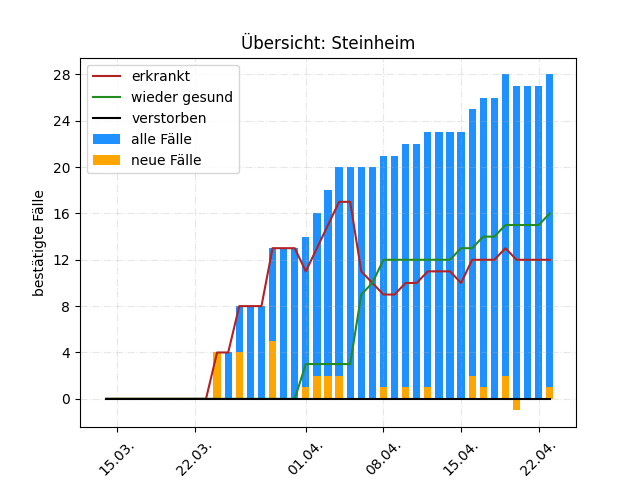 Übersicht: Steinheim
erkrankt
wieder gesund
verstorben
alle Fälle
neue Fälle
bestätigte Fälle
28
24
20
16
12
8
4
0
15.03.
22.03.
01.04.
08.04.
15.04.
22.04.